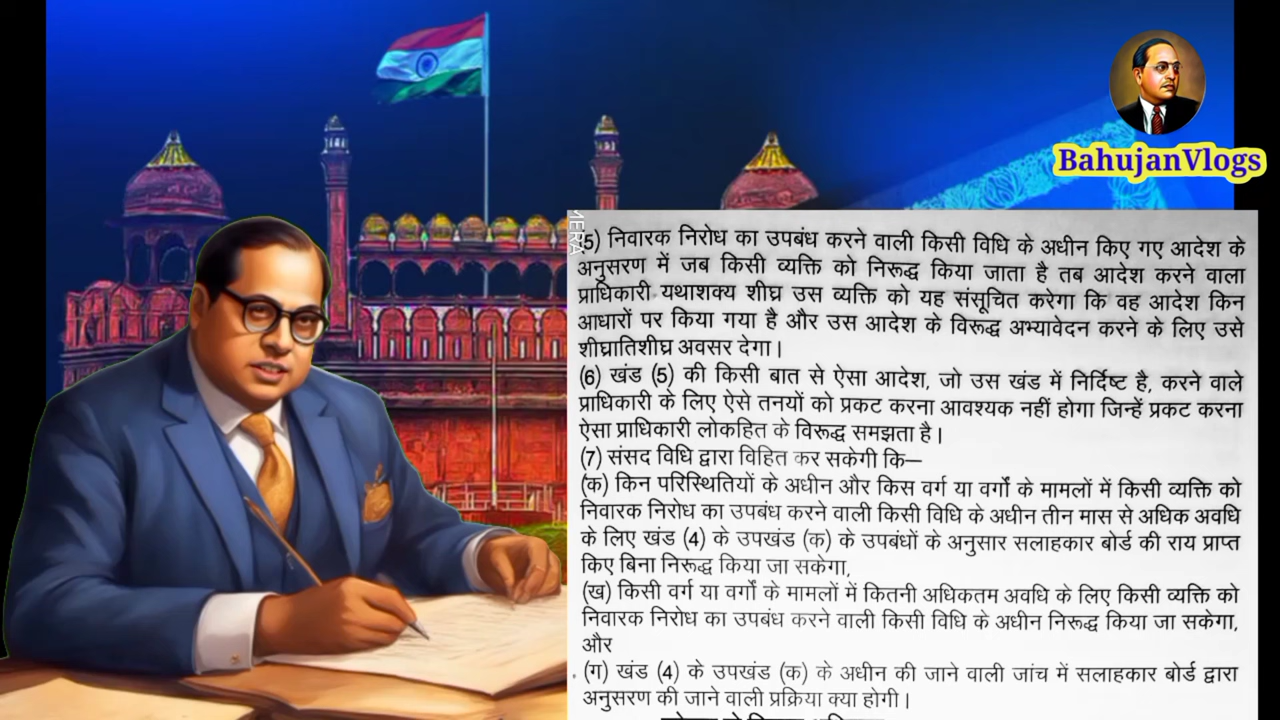 BahujanVlogs
5) निवारक निरोध का उपबंध करने वाली किसी विधि के अधीन किए गए आदेश के
अनुसरण में जब किसी व्यक्ति को निरूद्ध किया जाता है तब आदेश करने वाला
प्राधिकारी यथाशक्य शीघ्र उस व्यक्ति को यह संसूचित करेगा कि वह आदेश किन
आधारों पर किया गया है और उस आदेश के विरूद्ध अभ्यावेदन करने के लिए उसे
शीघ्रातिशीघ्र अवसर देगा।
(6) खंड (5) की किसी बात से ऐसा आदेश, जो उस खंड में निर्दिष्ट है, करने वाले
प्राधिकारी के लिए ऐसे तनयों को प्रकट करना आवश्यक नहीं होगा जिन्हें प्रकट करना
ऐसा प्राधिकारी लोकहित के विरूद्ध समझता है।
(7) संसद विधि द्वारा विहित कर सकेगी कि—
(क) किन परिस्थितियों के अधीन और किस वर्ग या वर्गों के मामलों में किसी व्यक्ति को
निवारक निरोध का उपबंध करने वाली किसी विधि के अधीन तीन मास से अधिक अवधि
के लिए खंड (4) के उपखंड (क) के उपबंधों के अनुसार सलाहकार बोर्ड की राय प्राप्त
किए बिना निरूद्ध किया जा सकेगा,
(ख) किसी वर्ग या वर्गों के मामलों में कितनी अधिकतम अवधि के लिए किसी व्यक्ति को
निवारक निरोध का उपबंध करने वाली किसी विधि के अधीन निरूद्ध किया जा सकेगा,
और
(ग) खंड (4) के उपखंड (क) के अधीन की जाने वाली जांच में सलाहकार बोर्ड द्वारा
अनुसरण की जाने वाली प्रक्रिया क्या होगी।